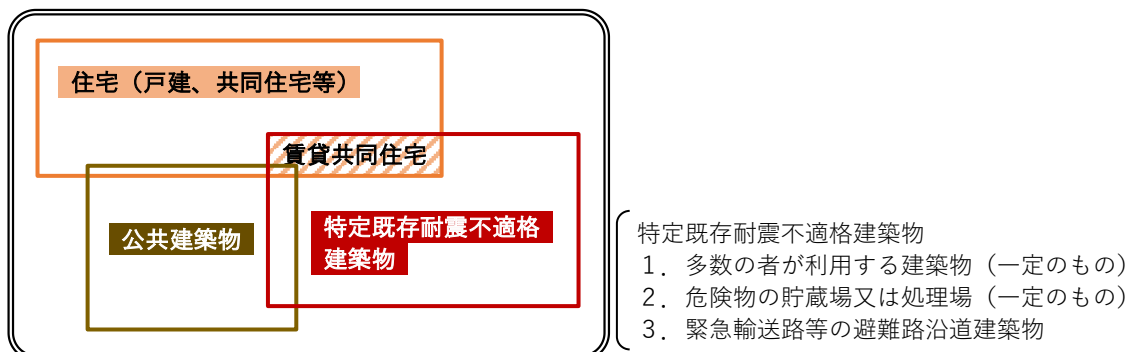 住宅（戸建、共同住宅等）
賃貸共同住宅
公共建築物
特定既存耐震不適格
建築物
特定既存耐震不適格建築物
１．多数の者が利用する建築物（一定のもの）
２．危険物の貯蔵場又は処理場（一定のもの）
３．緊急輸送路等の避難路沿道建築物